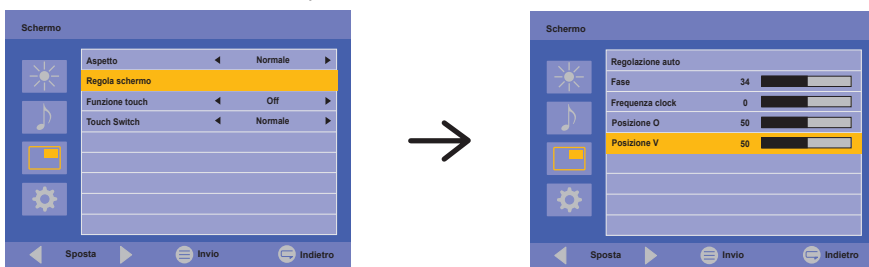 Schermo
Aspetto Normale
Regola schermo
Funzione touch Off
Touch Switch Normale
Sposta Invio Indietro
Schermo
Regolazione auto
Fase 34
Frequenza clock 0
Posizione O 50
Posizione V 50
Sposta Invio Indietro